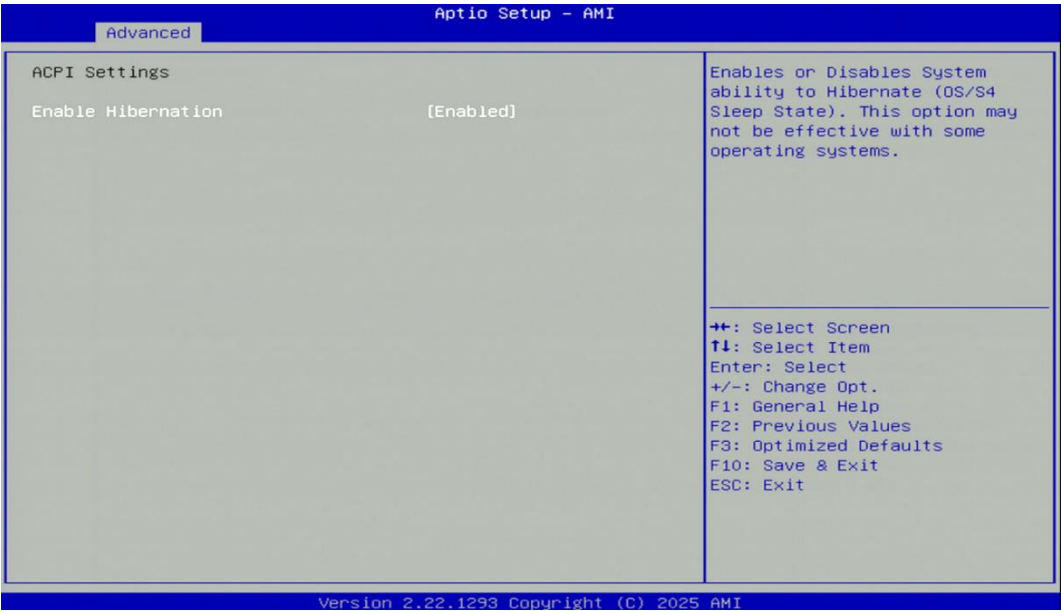 Aptio Setup – AMI
Advanced
ACPI Settings
Enable Hibernation [Enabled]
Enables or Disables System
ability to Hibernate (OS/S4
Sleep State). This option may
not be effective with some
operating systems.
→←: Select Screen
↑↓: Select Item
Enter: Select
+/-: Change Opt.
F1: General Help
F2: Previous Values
F3: Optimized Defaults
F10: Save & Exit
ESC: Exit
Version 2.22.1293 Copyright (C) 2025 AMI